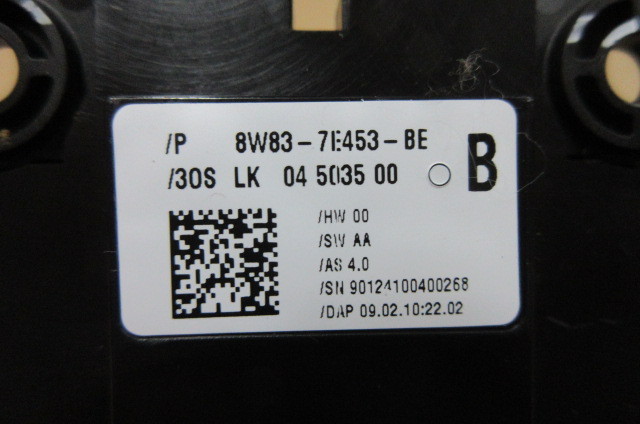 /P 8W83-7E453-BE
/30S LK 04 5035 00 B
/HW 00
/SW AA
/AS 4.0
/SN 90124100400268
/DAP 09.02.10:22.02